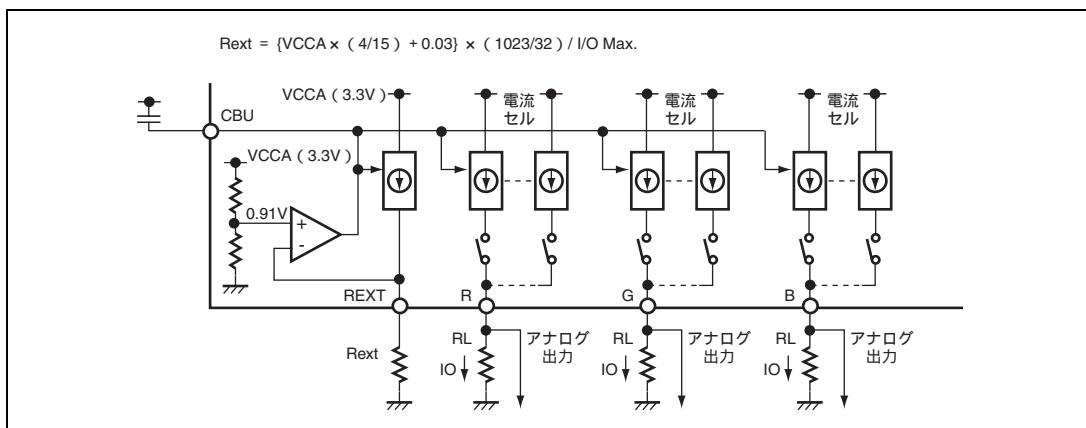 Rext = {VCCA × ( 4/15 ) + 0.03} × ( 1023/32 ) / I/O Max.
VCCA ( 3.3V )
電流
セル
電流
セル
電流
セル
CBU
VCCA ( 3.3V )
0.91V
+
-
REXT
R
G
B
Rext
RL
IO
アナログ
出力
RL
IO
アナログ
出力
RL
IO
アナログ
出力